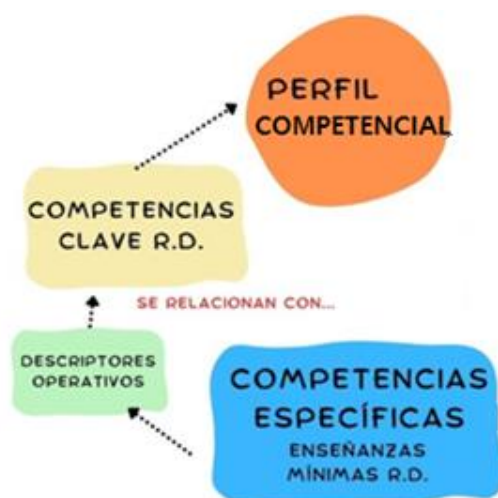 PERFIL
COMPETENCIAL
COMPETENCIAS
CLAVE R.D.
SE RELACIONAN CON...
DESCRIPTORES
OPERATIVOS
COMPETENCIAS
ESPECÍFICAS
ENSEÑANZAS
MÍNIMAS R.D.